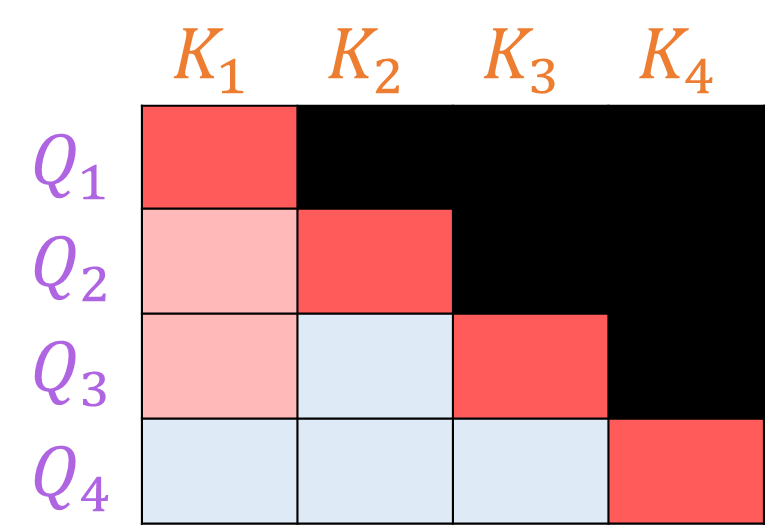 K₁ K₂ K₃ K₄
Q₁
Q₂
Q₃
Q₄